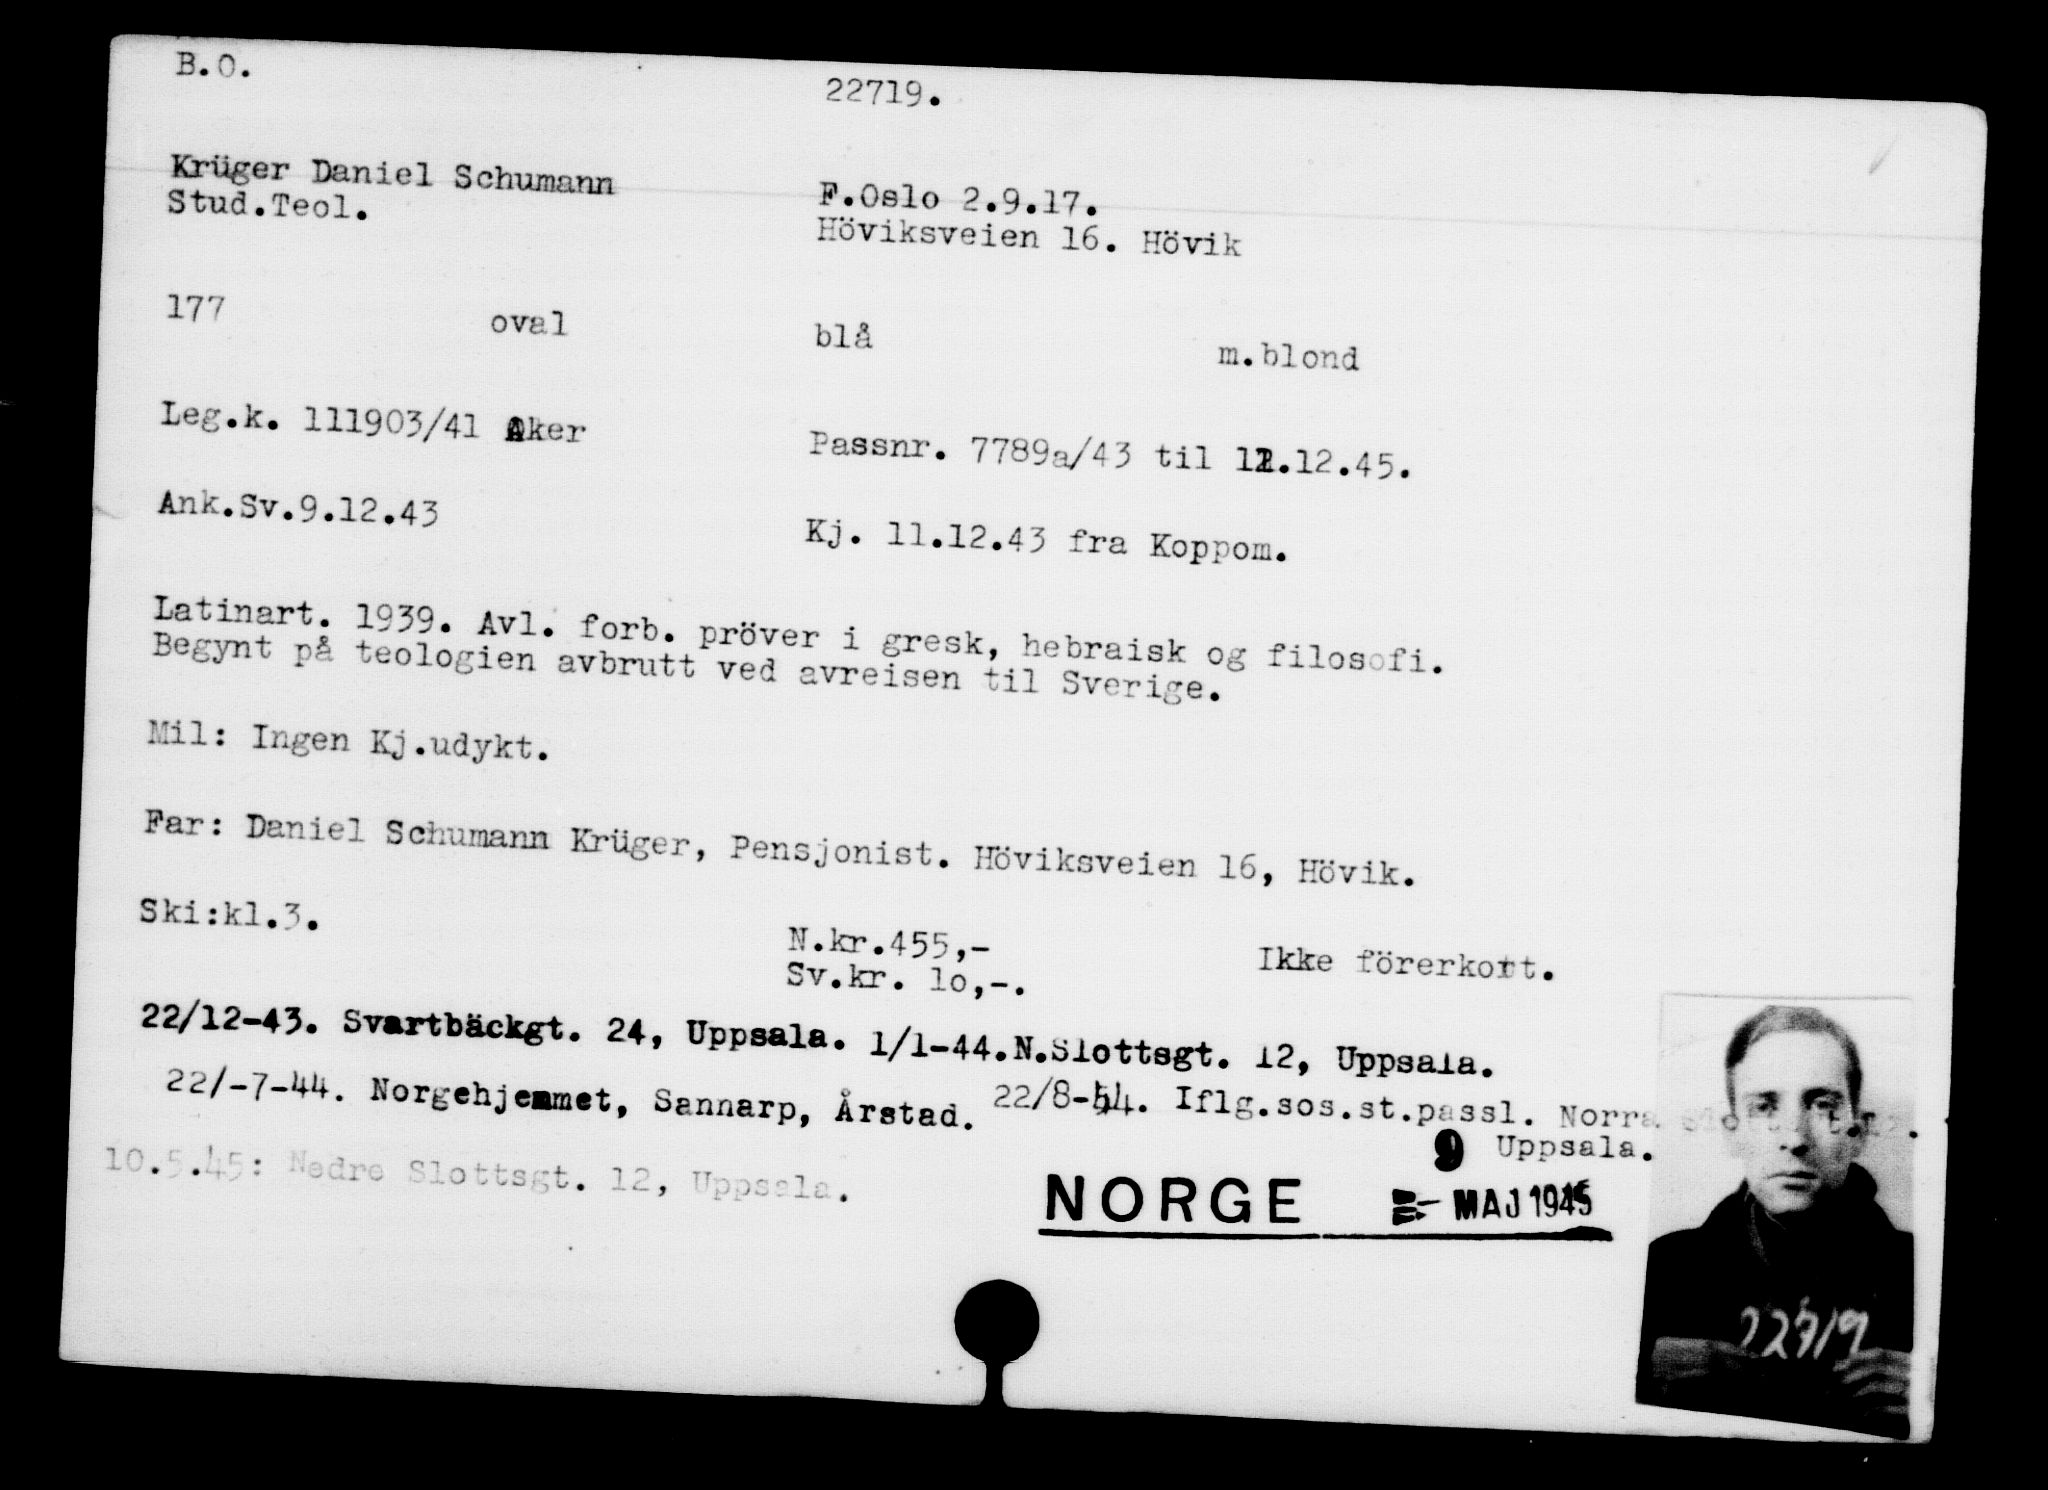 B.O.
22719.
Krüger Daniel Schumann
F.Oslo 2.9.17.
Stud.Teol.
Höviksveien 16. Hövik
177 oval blå m.blond
Leg.k. 111903/41 Aker
Passnr. 7789a/43 til 12.12.45.
Ank.Sv.9.12.43
Kj. 11.12.43 fra Koppom.
Latinart. 1939. Avl. forb. pröver i gresk, hebraisk og filosofi.
Begynt på teologien avbrutt ved avreisen til Sverige.
Mil: Ingen Kj.udykt.
Far: Daniel Schumann Krüger, Pensjonist. Höviksveien 16, Hövik.
Ski:kl.3.
N.kr.455,-
Ikke förerkort.
Sv.kr. lo,-.
22/12-43. Svartbäckgt. 24, Uppsala. 1/1-44.N.Slottsgt. 12, Uppsala.
22/-7-44. Norgehjemmet, Sannarp, Årstad. 22/8-44. Iflg.sos.st.passl. Norra
Uppsala.
10.5.45: Nedre Slottsgt. 12, Uppsala.
9
NORGE - MAJ 1945
22719